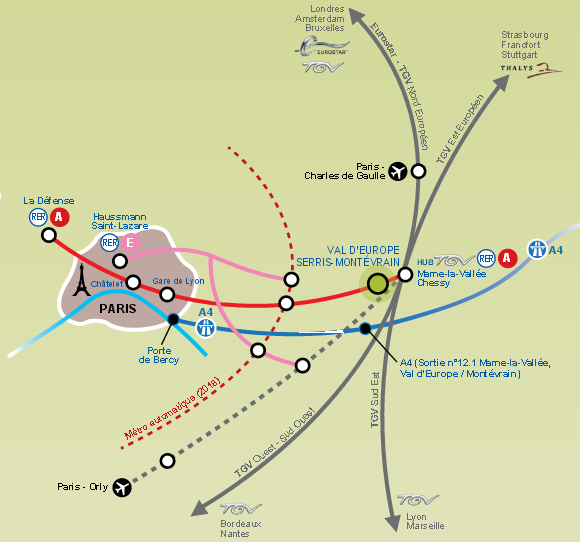 Londres
Amsterdam
Bruxelles
EUROSTAR
TGV
Strasbourg
Francfort
Stuttgart
THALYS
Eurostar - TGV Nord Européen
TGV Est Européen
Paris -
Charles de Gaulle
La Défense
RER A
Haussmann
Saint-Lazare
RER E
VAL D'EUROPE
SERRIS-MONTÉVRAIN
HUB TGV RER A
Marne-la-Vallée
Chessy
A4
Châtelet
Gare de Lyon
PARIS
A4
Porte
de Bercy
A4 (Sortie n°12.1 Marne-la-Vallée,
Val d'Europe / Montévrain)
Métro automatique (2018)
TGV Ouest - Sud Ouest
TGV Sud Est
Paris - Orly
TGV
Bordeaux
Nantes
TGV
Lyon
Marseille